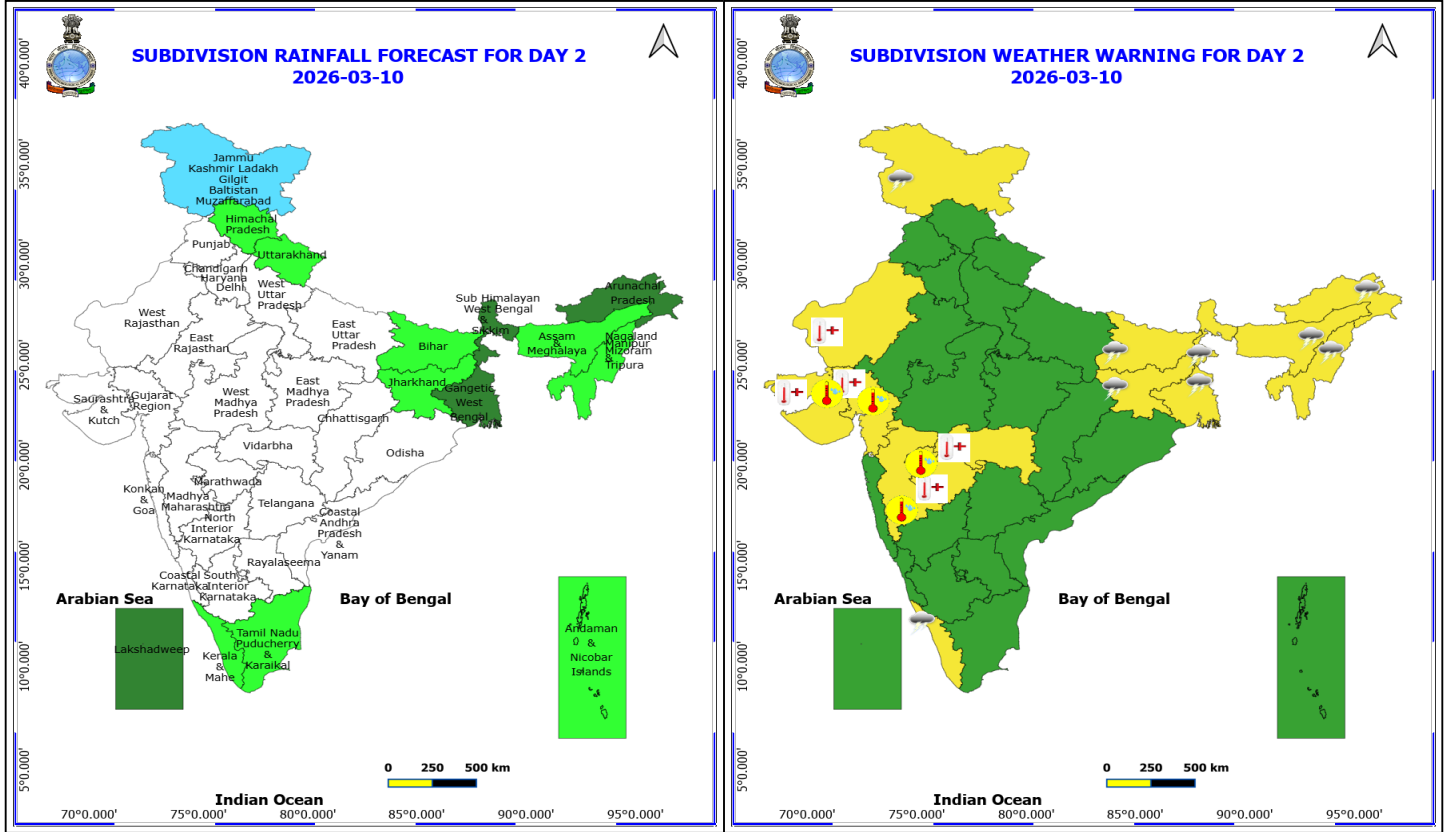 SUBDIVISION RAINFALL FORECAST FOR DAY 2
2026-03-10
40°0.000'
35°0.000'
30°0.000'
25°0.000'
20°0.000'
15°0.000'
10°0.000'
5°0.000'
Jammu
Kashmir Ladakh
Gilgit
Baltistan
Muzaffarabad
Himachal
Pradesh
Punjab
Uttarakhand
Chandigarh
Haryana
Delhi
West
Uttar
Pradesh
West
Rajasthan
East
Rajasthan
East
Uttar
Pradesh
Sub Himalayan
West Bengal
&
Sikkim
Arunachal
Pradesh
Assam
&
Meghalaya
Nagaland
Manipur
Mizoram
&
Tripura
Bihar
Jharkhand
Gangetic
West
Bengal
Saurashtra
&
Kutch
Gujarat
Region
West
Madhya
Pradesh
East
Madhya
Pradesh
Chhattisgarh
Vidarbha
Odisha
Konkan
&
Goa
Madhya
Maharashtra
Marathwada
Telangana
North
Interior
Karnataka
Coastal
Andhra
Pradesh
&
Yanam
Rayalaseema
Coastal
Karnataka
South
Interior
Karnataka
Arabian Sea
Bay of Bengal
Lakshadweep
Tamil Nadu
Puducherry
&
Karaikal
Kerala
&
Mahe
Andaman
&
Nicobar
Islands
0 250 500 km
Indian Ocean
70°0.000' 75°0.000' 80°0.000' 85°0.000' 90°0.000' 95°0.000'
SUBDIVISION WEATHER WARNING FOR DAY 2
2026-03-10
40°0.000'
35°0.000'
30°0.000'
25°0.000'
20°0.000'
15°0.000'
10°0.000'
5°0.000'
Arabian Sea
Bay of Bengal
0 250 500 km
Indian Ocean
70°0.000' 75°0.000' 80°0.000' 85°0.000' 90°0.000' 95°0.000'